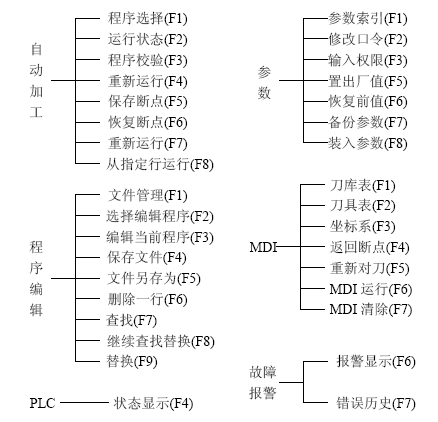 自动加工
程序选择(F1)
运行状态(F2)
程序校验(F3)
重新运行(F4)
保存断点(F5)
恢复断点(F6)
重新运行(F7)
从指定行运行(F8)
参数
参数索引(F1)
修改口令(F2)
输入权限(F3)
置出厂值(F5)
恢复前值(F6)
备份参数(F7)
装入参数(F8)
程序编辑
文件管理(F1)
选择编辑程序(F2)
编辑当前程序(F3)
保存文件(F4)
文件另存为(F5)
删除一行(F6)
查找(F7)
继续查找替换(F8)
替换(F9)
MDI
刀库表(F1)
刀具表(F2)
坐标系(F3)
返回断点(F4)
重新对刀(F5)
MDI 运行(F6)
MDI 清除(F7)
PLC
状态显示(F4)
故障
报警
报警显示(F6)
错误历史(F7)